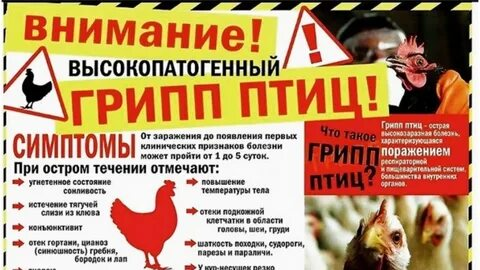 внимание!
ВЫСОКОПАТОГЕННЫЙ
ГРИПП ПТИЦ!
СИМПТОМЫ
От заражения до появления первых
клинических признаков болезни
может пройти от 1 до 5 суток.
При остром течении отмечают:
угнетенное состояние
сонливость
истечение тягучей
слизи из клюва
конъюнктивит
отек гортани, цианоз
(синюшность) гребня,
бородок и лап
повышение
температуры тела
отеки подкожной
клетчатки в области
головы, шеи, груди
шаткость походки, судороги,
парезы и параличи.
У кур-несушек резко
Что такое
ГРИПП
ПТИЦ?
Грипп птиц - острая
высокозаразная болезнь,
характеризующаяся
поражением
респираторной
и пищеварительной систем,
большинства внутренних
органов.